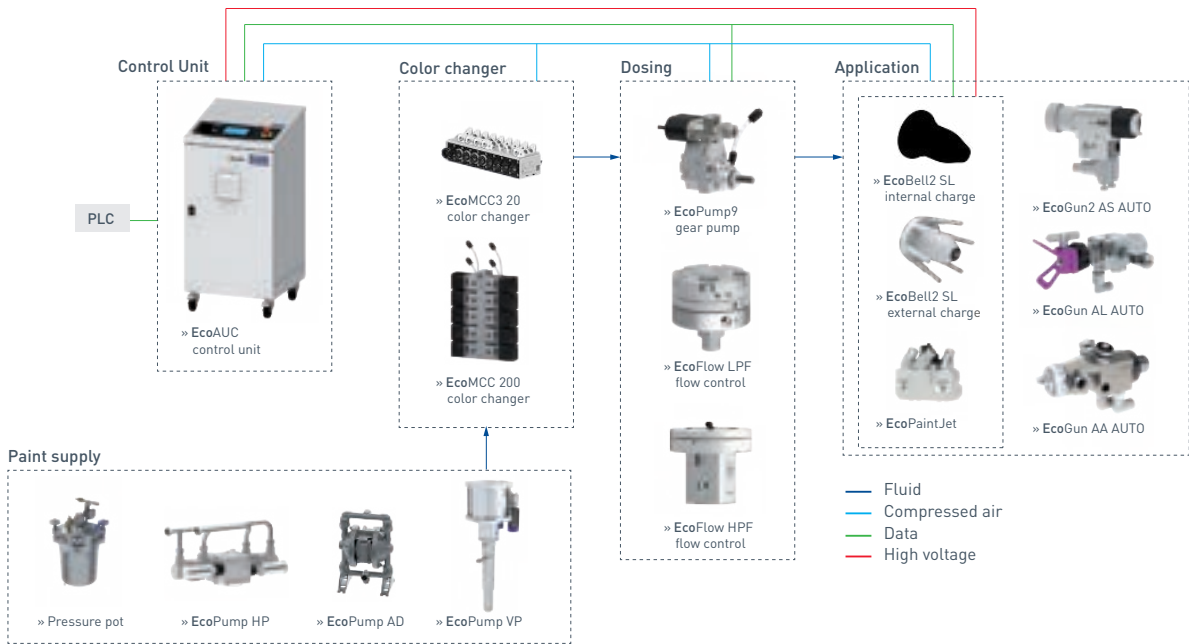 Control Unit
PLC
» EcoAUC
control unit
Color changer
» EcoMCC3 20
color changer
» EcoMCC 200
color changer
Dosing
» EcoPump9
gear pump
» EcoFlow LPF
flow control
» EcoFlow HPF
flow control
Application
» EcoBell2 SL
internal charge
» EcoBell2 SL
external charge
» EcoPaintJet
» EcoGun2 AS AUTO
» EcoGun AL AUTO
» EcoGun AA AUTO
Paint supply
» Pressure pot
» EcoPump HP
» EcoPump AD
» EcoPump VP
Fluid
Compressed air
Data
High voltage